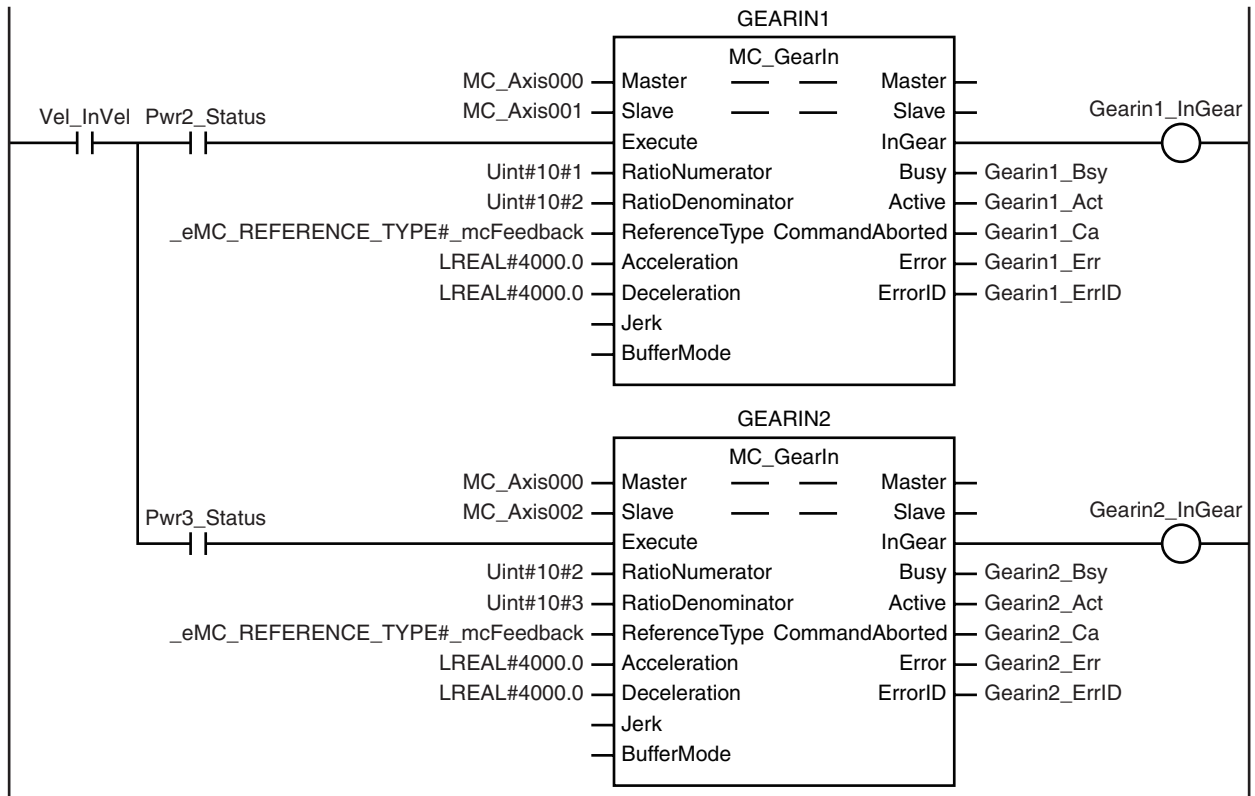 GEARIN1
MC_GearIn
MC_Axis000 Master Master
MC_Axis001 Slave Slave Gearin1_InGear
Vel_InVel Pwr2_Status
Execute InGear
Uint#10#1 RatioNumerator Busy Gearin1_Bsy
Uint#10#2 RatioDenominator Active Gearin1_Act
_eMC_REFERENCE_TYPE#_mcFeedback ReferenceType CommandAborted Gearin1_Ca
LREAL#4000.0 Acceleration Error Gearin1_Err
LREAL#4000.0 Deceleration ErrorID Gearin1_ErrID
Jerk
BufferMode
GEARIN2
MC_GearIn
MC_Axis000 Master Master
MC_Axis002 Slave Slave Gearin2_InGear
Pwr3_Status
Execute InGear
Uint#10#2 RatioNumerator Busy Gearin2_Bsy
Uint#10#3 RatioDenominator Active Gearin2_Act
_eMC_REFERENCE_TYPE#_mcFeedback ReferenceType CommandAborted Gearin2_Ca
LREAL#4000.0 Acceleration Error Gearin2_Err
LREAL#4000.0 Deceleration ErrorID Gearin2_ErrID
Jerk
BufferMode